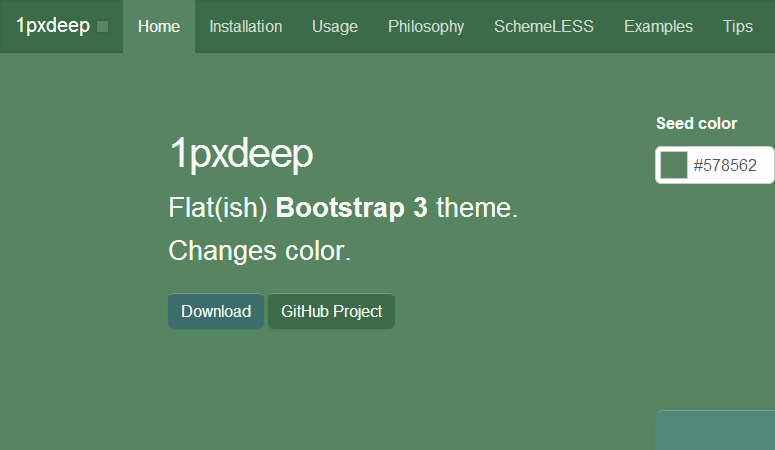 1pxdeep Home Installation Usage Philosophy SchemeLESS Examples Tips
Seed color
#578562
1pxdeep
Flat(ish) Bootstrap 3 theme.
Changes color.
Download GitHub Project